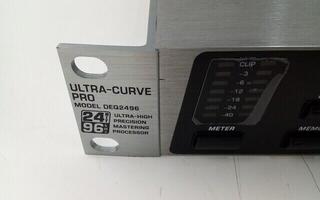 ULTRA-CURVE
PRO
MODEL DEQ2496
24
96
ULTRA-HIGH
PRECISION
MASTERING
PROCESSOR
CLIP
-3
-6
-12
-18
-24
-40
METER